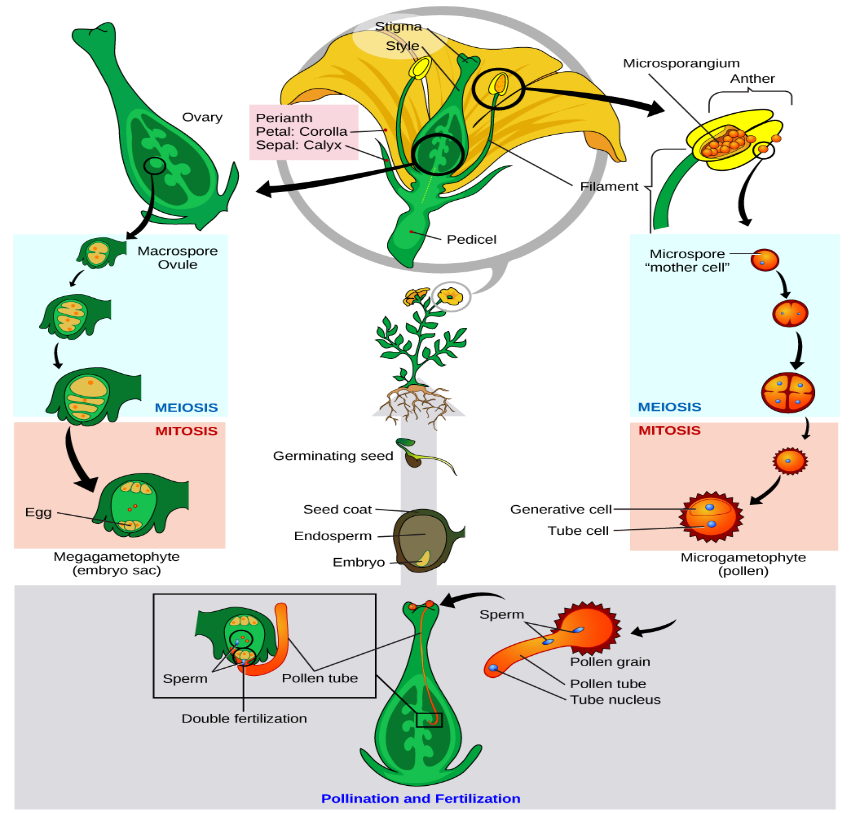 Stigma
Style
Ovary
Perianth
Petal: Corolla
Sepal: Calyx
Microsporangium
Anther
Filament
Pedicel
Macrospore
Ovule
Microspore
“mother cell”
MEIOSIS
MITOSIS
MEIOSIS
MITOSIS
Germinating seed
Egg
Seed coat
Endosperm
Embryo
Generative cell
Tube cell
Megagametophyte
(embryo sac)
Microgametophyte
(pollen)
Sperm
Pollen tube
Double fertilization
Sperm
Pollen grain
Pollen tube
Tube nucleus
Pollination and Fertilization